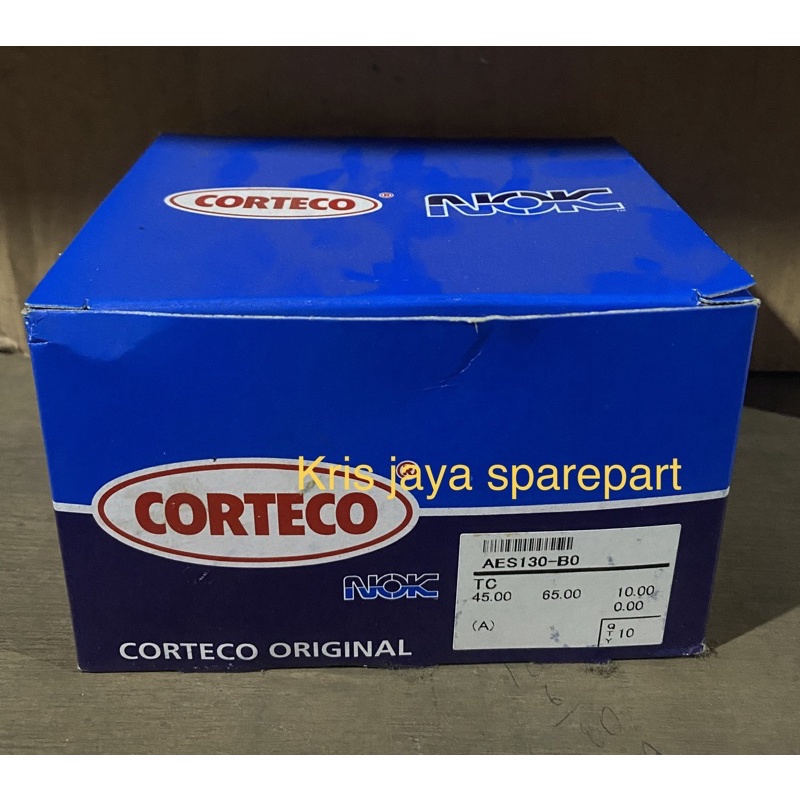 CORTECO®
NOK™
Kris jaya sparepart
CORTECO®
NOK
CORTECO ORIGINAL
AES130-B0
TC
45.00 65.00 10.00
0.00
(A)
QTY 10